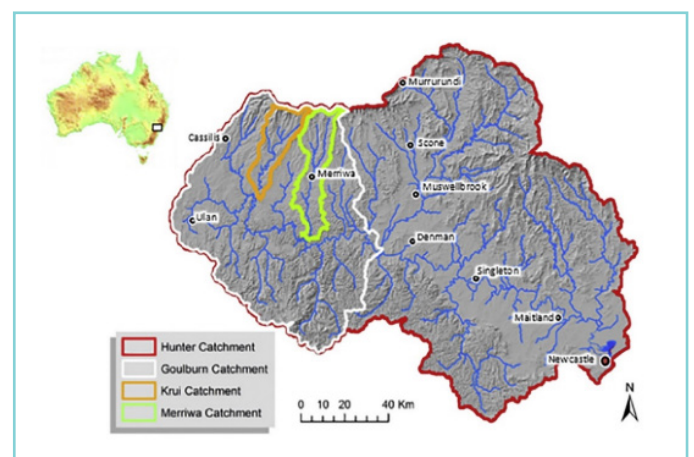 Murrurundi
Cassilis
Scone
Merriwa
Muswellbrook
Ulan
Denman
Singleton
Maitland
Newcastle
Hunter Catchment
Goulburn Catchment
Krui Catchment
Merriwa Catchment
0 10 20 40 Km
N